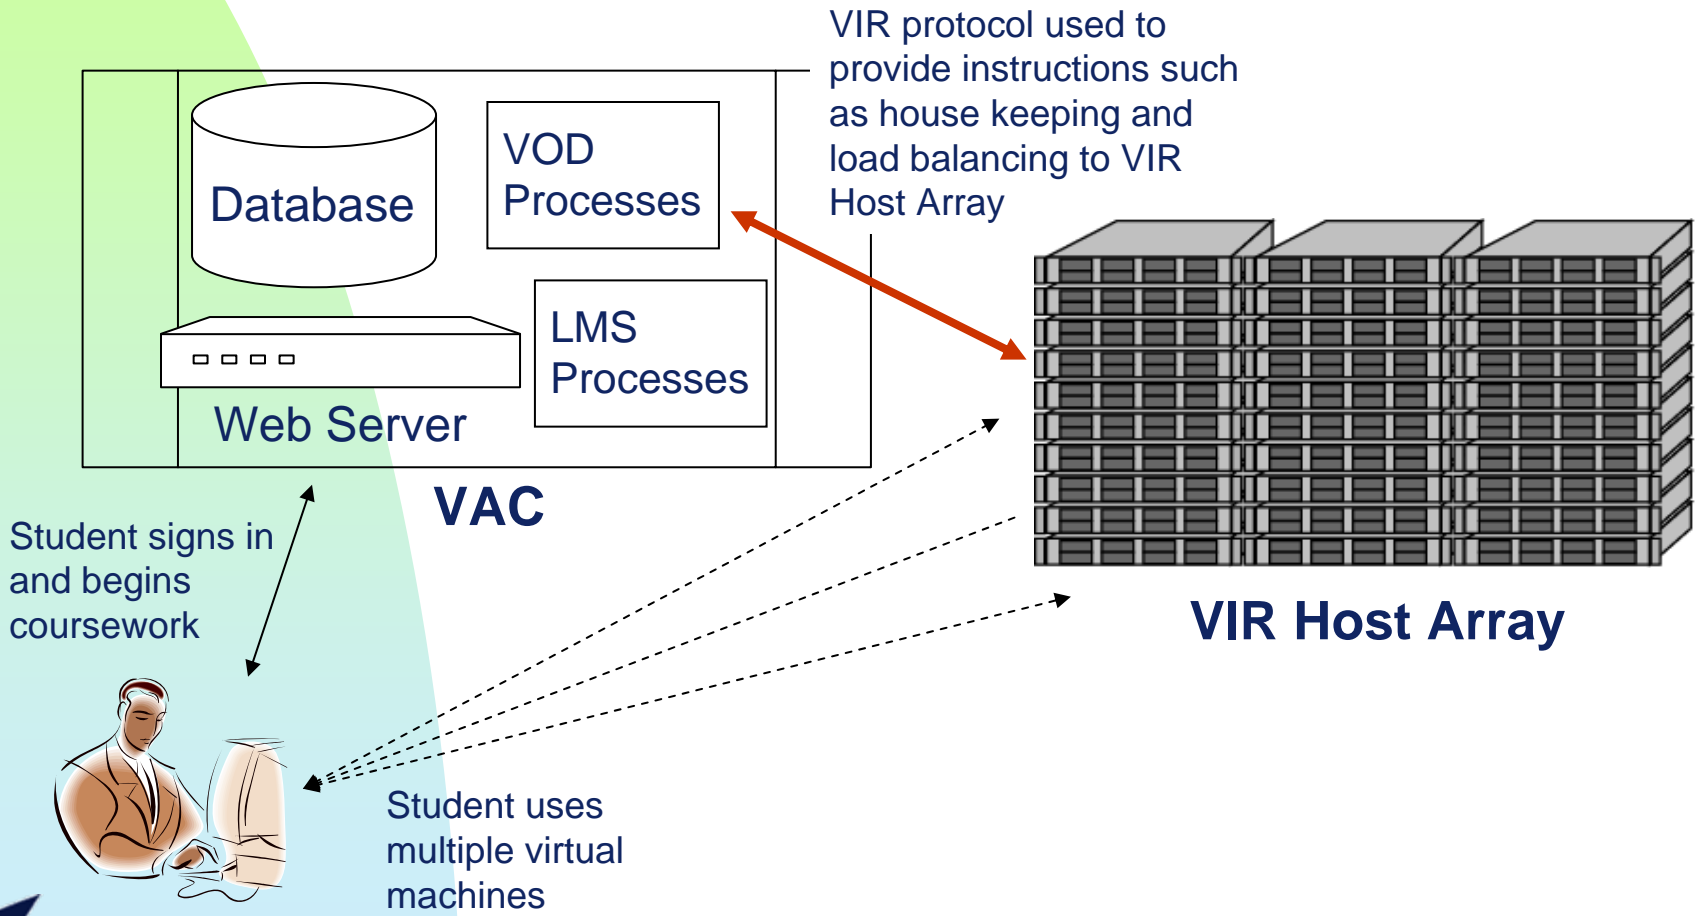 VIR protocol used to
provide instructions such
as house keeping and
load balancing to VIR
Host Array
Database
VOD
Processes
LMS
Processes
Web Server
VAC
Student signs in
and begins
coursework
VIR Host Array
Student uses
multiple virtual
machines